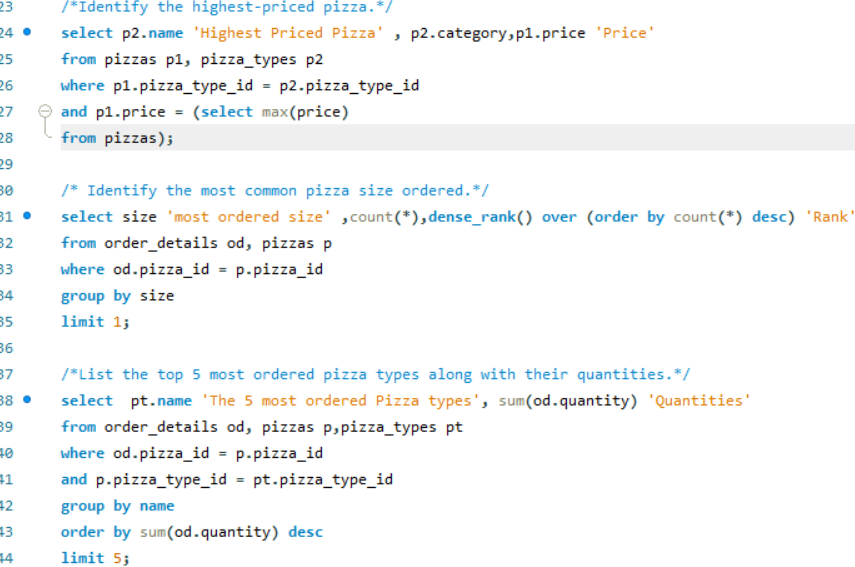 23 /*Identify the highest-priced pizza.*/
24 select p2.name 'Highest Priced Pizza' , p2.category,p1.price 'Price'
25 from pizzas p1, pizza_types p2
26 where p1.pizza_type_id = p2.pizza_type_id
27 and p1.price = (select max(price)
28 from pizzas);
29
30 /* Identify the most common pizza size ordered.*/
31 select size 'most ordered size' ,count(*),dense_rank() over (order by count(*) desc) 'Rank'
32 from order_details od, pizzas p
33 where od.pizza_id = p.pizza_id
34 group by size
35 limit 1;
36
37 /*List the top 5 most ordered pizza types along with their quantities.*/
38 select  pt.name 'The 5 most ordered Pizza types', sum(od.quantity) 'Quantities'
39 from order_details od, pizzas p,pizza_types pt
40 where od.pizza_id = p.pizza_id
41 and p.pizza_type_id = pt.pizza_type_id
42 group by name
43 order by sum(od.quantity) desc
44 limit 5;